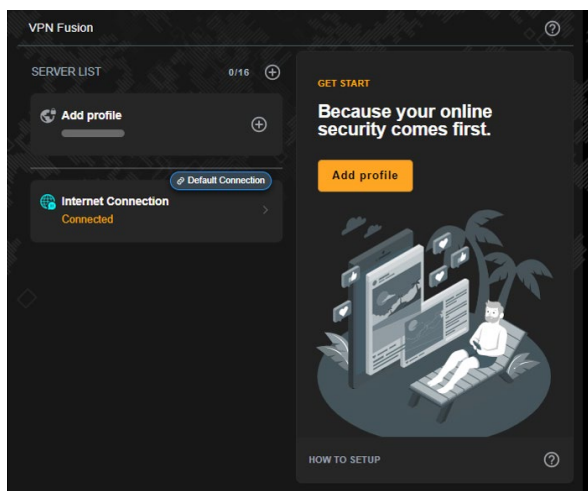 VPN Fusion
SERVER LIST
0/16
Add profile
Default Connection
Internet Connection
Connected
GET START
Because your online
security comes first.
Add profile
HOW TO SETUP